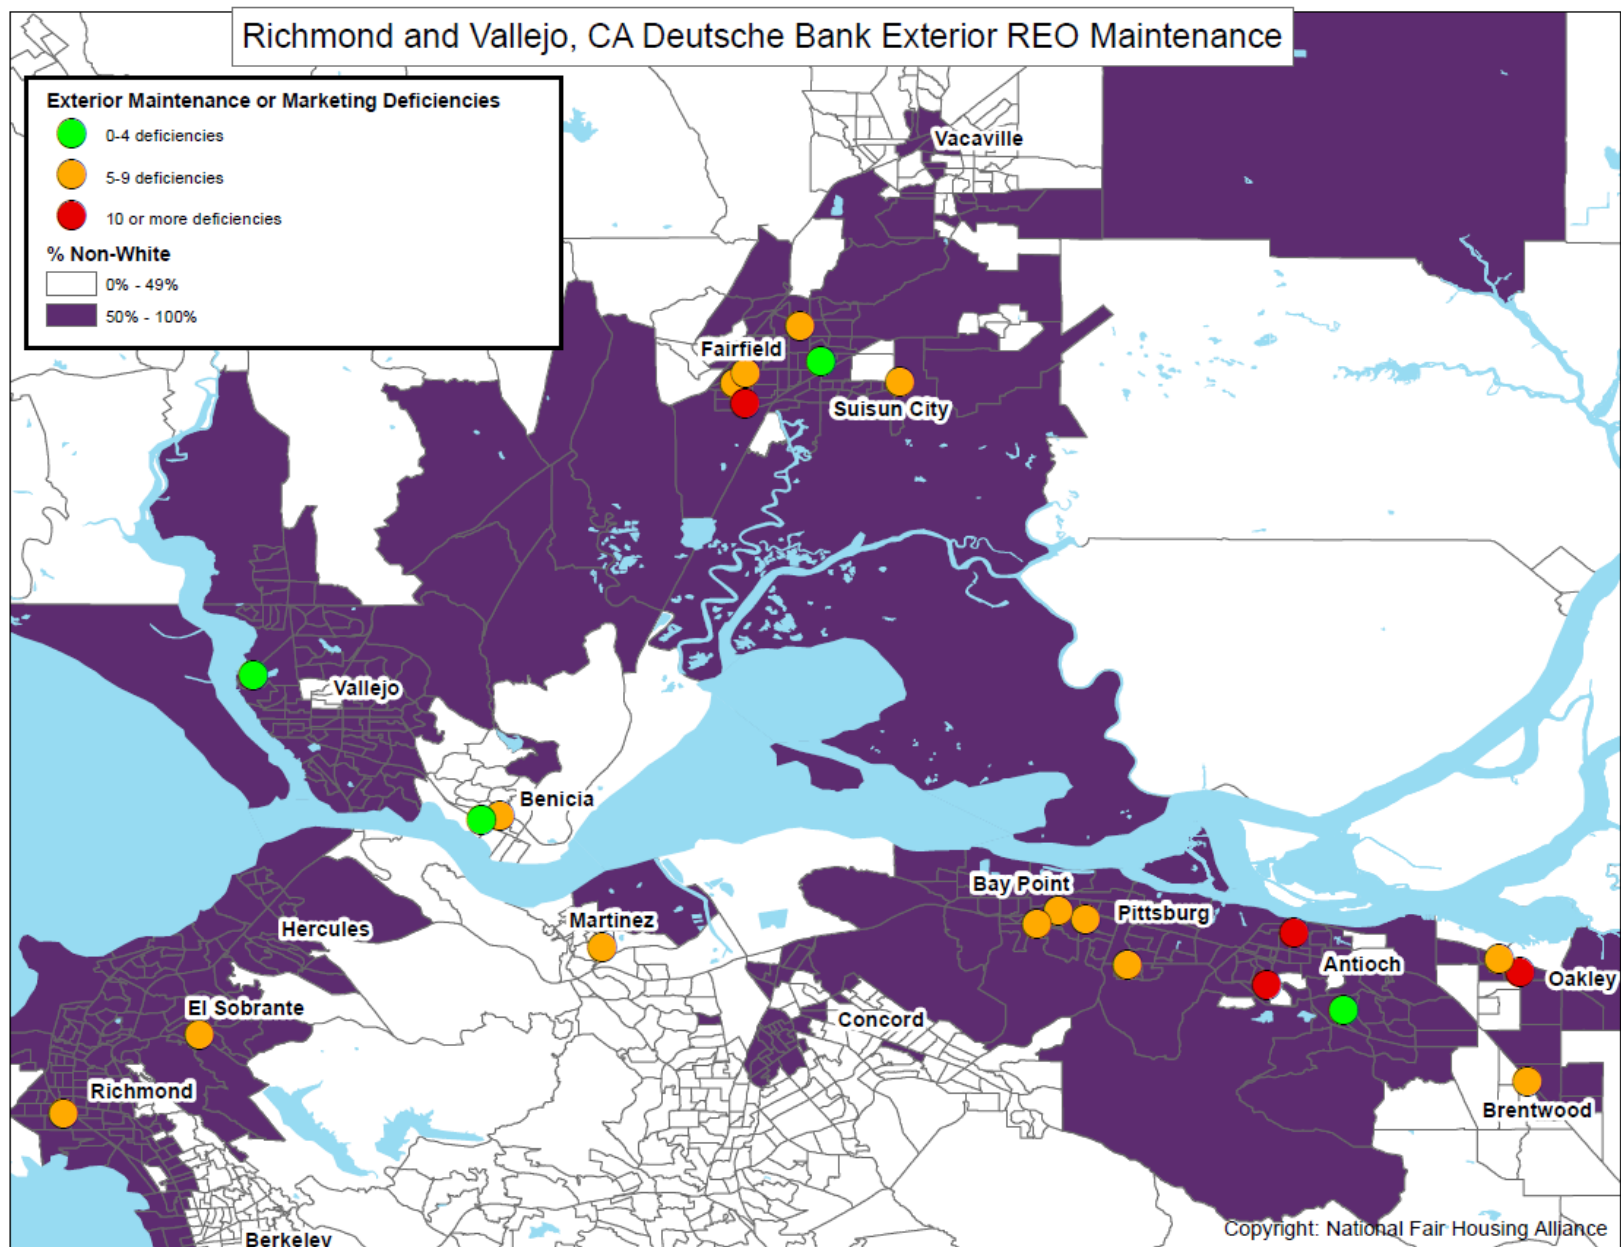 Richmond and Vallejo, CA Deutsche Bank Exterior REO Maintenance
Exterior Maintenance or Marketing Deficiencies
0-4 deficiencies
5-9 deficiencies
10 or more deficiencies
% Non-White
0% - 49%
50% - 100%
Vacaville
Fairfield
Suisun City
Vallejo
Benicia
Bay Point
Pittsburg
Martinez
Hercules
Antioch
Oakley
El Sobrante
Concord
Richmond
Brentwood
Berkeley
Copyright: National Fair Housing Alliance